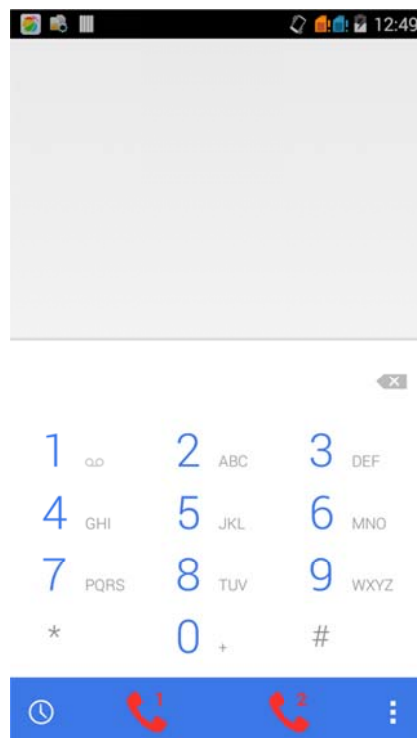 12:49
1 2 ABC 3 DEF
4 GHI 5 JKL 6 MNO
7 PQRS 8 TUV 9 WXYZ
* 0 + #
1 2